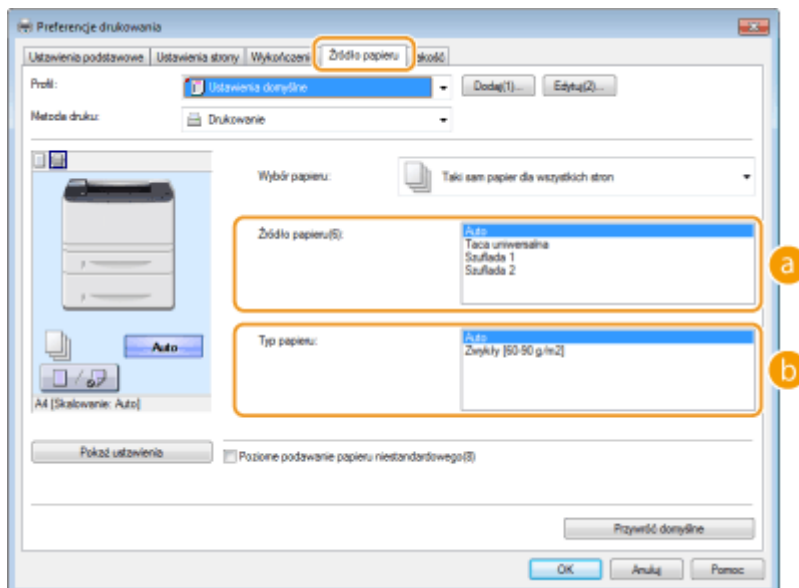 Preferencje drukowania
Ustawienia podstawowe Ustawienia strony Wykończeni Źródło papieru akość
Profil: Ustawienia domyślne Dodaj(1)... Edytuj(2)...
Metoda druku: Drukowanie
Wybór papieru: Taki sam papier dla wszystkich stron
Źródło papieru(6): Auto
Taca uniwersalna
Szuflada 1
Szuflada 2
a
Auto
Typ papieru: Auto
Zwykły [60-90 g/m2]
b
A4 [Skalowanie: Auto]
Pokaż ustawienia
Poziome podawanie papieru niestandardowego(8)
Przywróć domyślne
OK Anuluj Pomoc